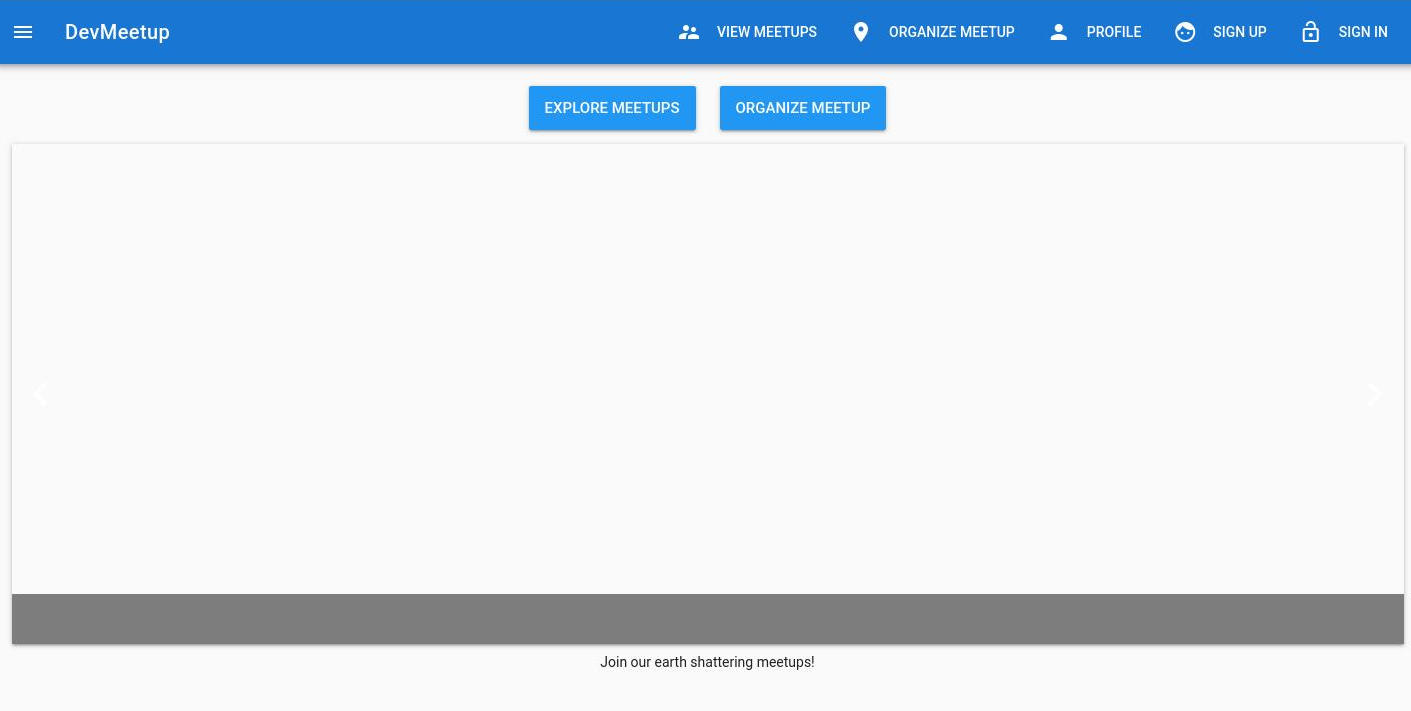 DevMeetup
VIEW MEETUPS
ORGANIZE MEETUP
PROFILE
SIGN UP
SIGN IN
EXPLORE MEETUPS
ORGANIZE MEETUP
Join our earth shattering meetups!